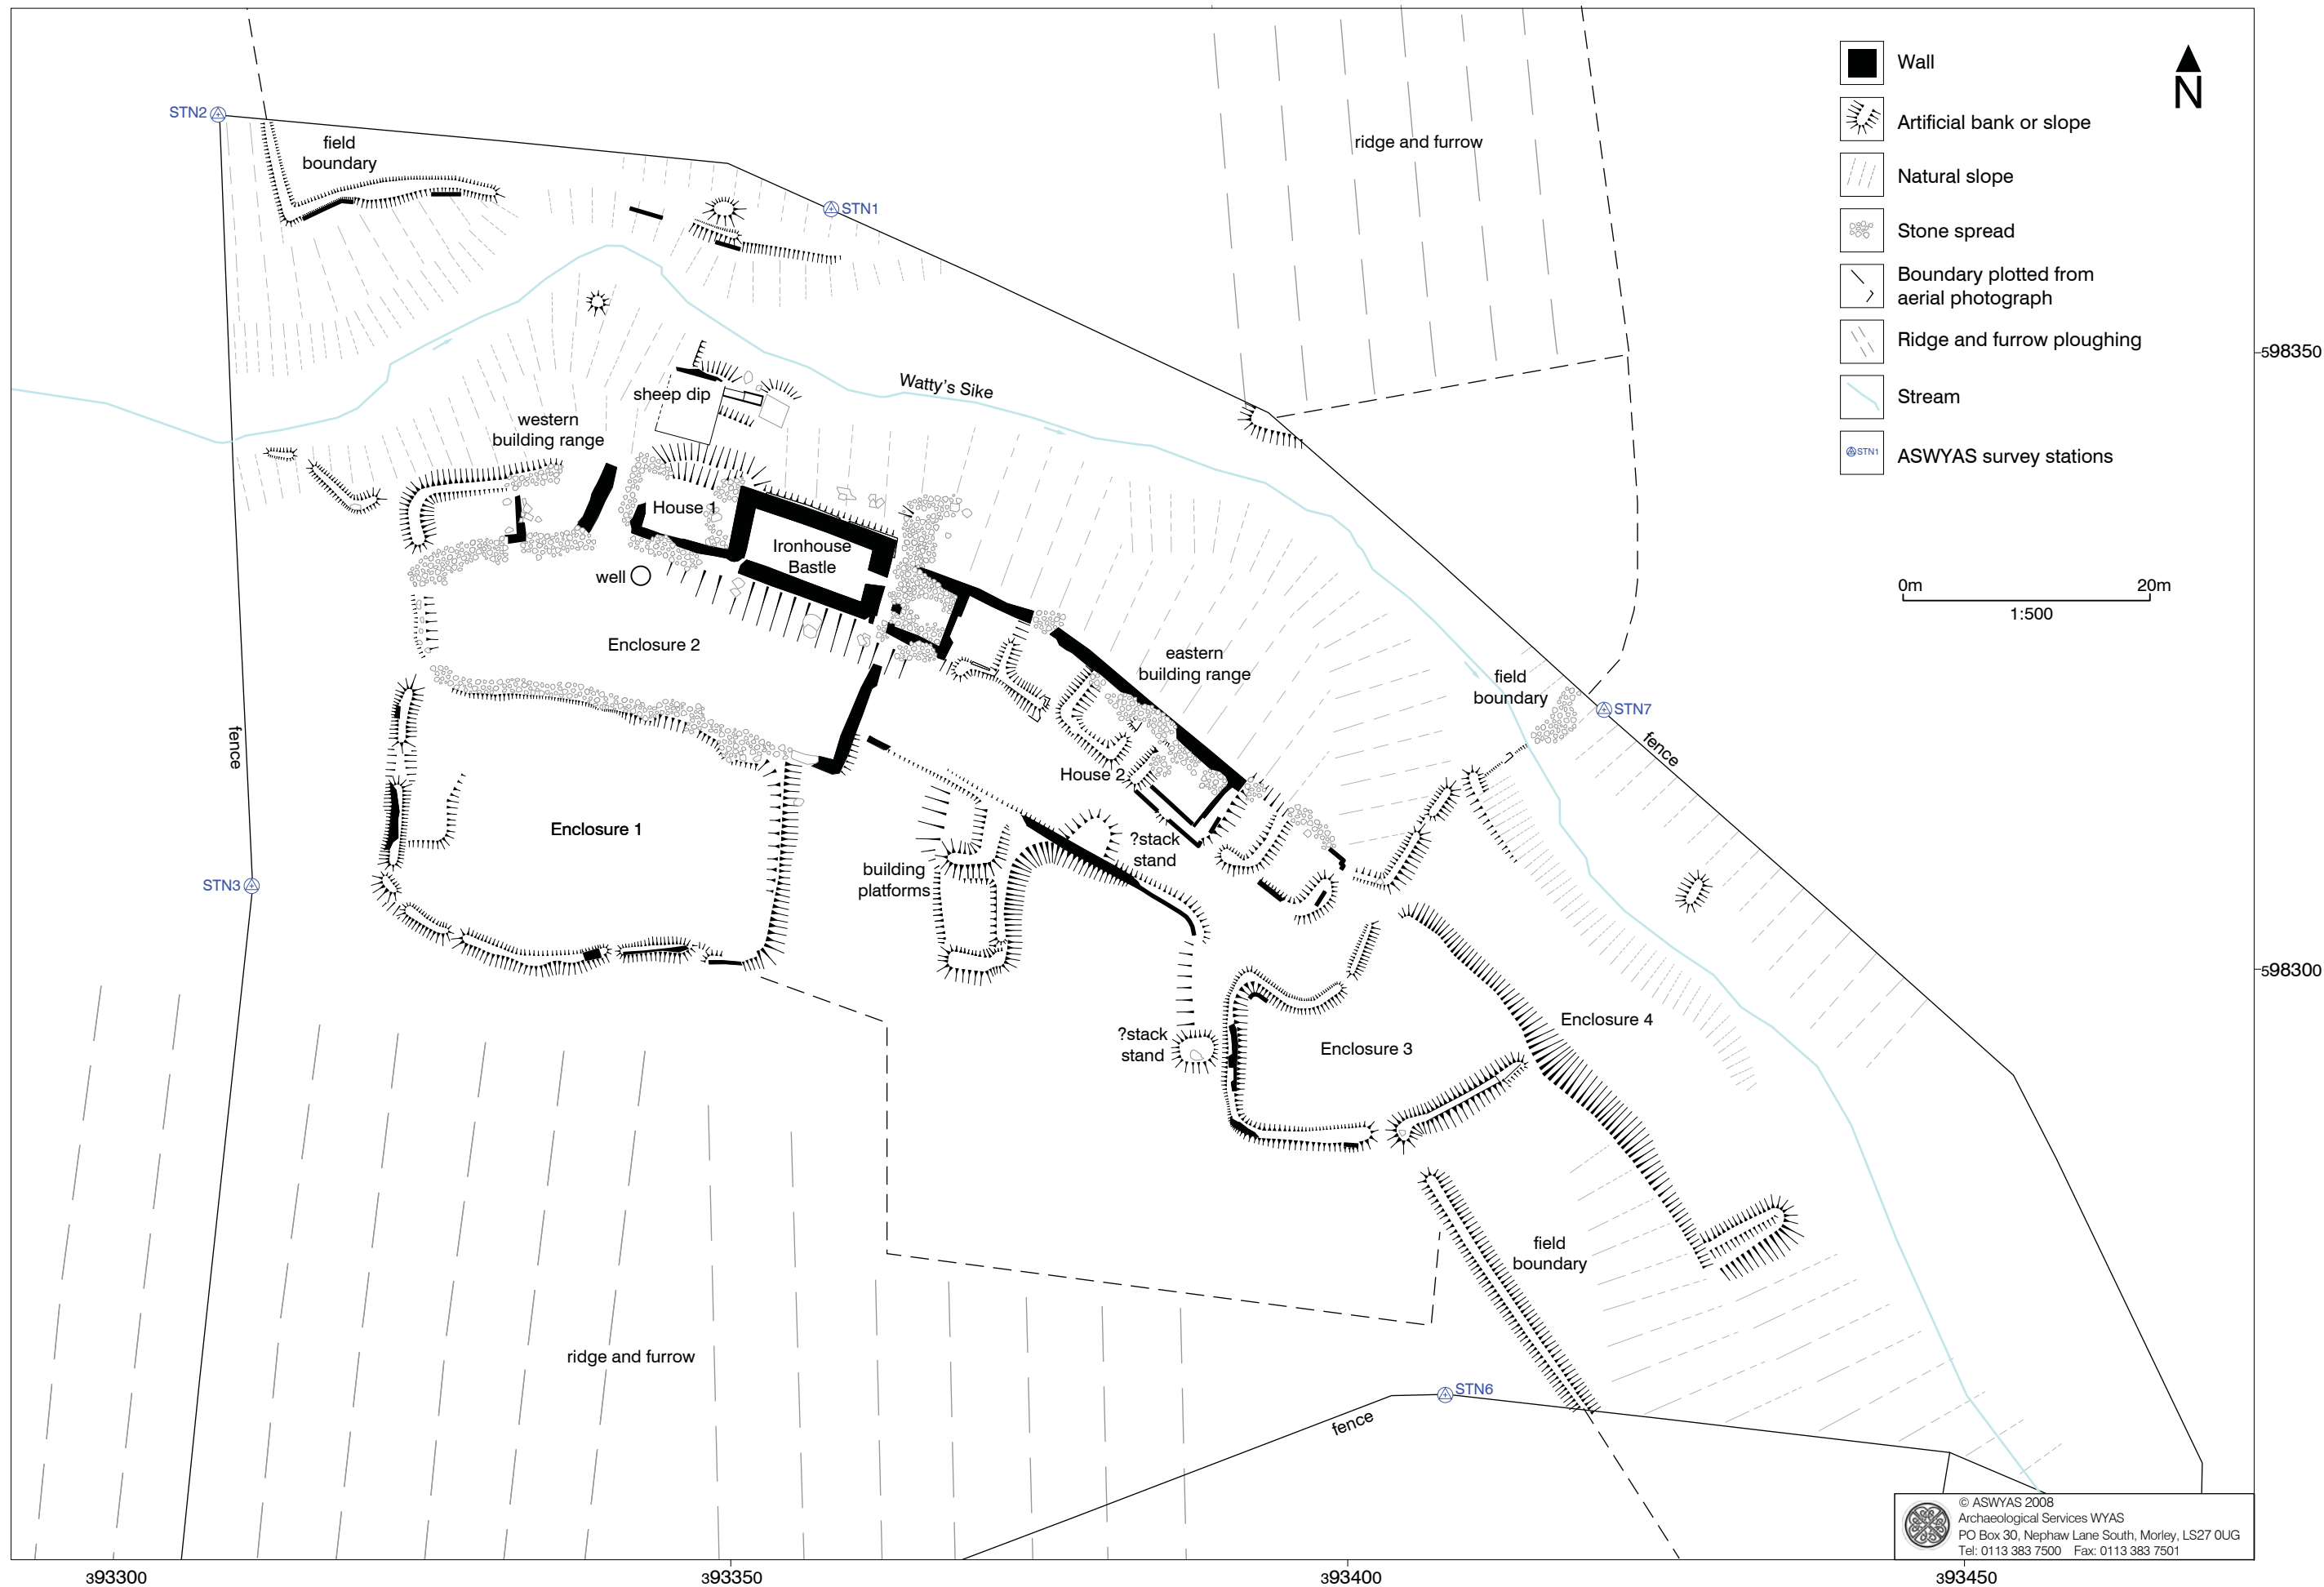 STN2
field
boundary
STN1
ridge and furrow
N
Wall
Artificial bank or slope
Natural slope
Stone spread
Boundary plotted from
aerial photograph
Ridge and furrow ploughing
Stream
STN1
ASWYAS survey stations
0m
20m
1:500
598350
598300
sheep dip
Watty's Sike
western
building range
House 1
Ironhouse
Bastle
well
Enclosure 2
eastern
building range
field
boundary
STN7
fence
fence
House 2
Enclosure 1
?stack
stand
building
platforms
STN3
Enclosure 4
?stack
stand
Enclosure 3
field
boundary
ridge and furrow
STN6
fence
© ASWYAS 2008
Archaeological Services WYAS
PO Box 30, Nephaw Lane South, Morley, LS27 0UG
Tel: 0113 383 7500 Fax: 0113 383 7501
393300
393350
393400
393450